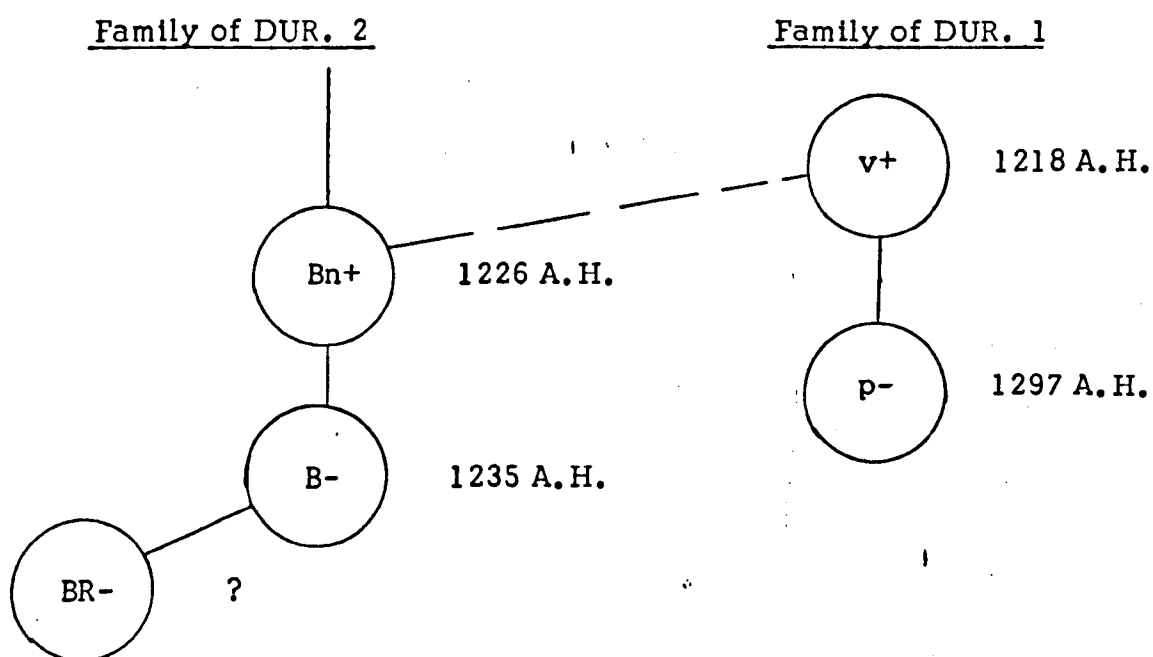 Family of DUR. 2
Family of DUR. 1
v+ 1218 A.H.
Bn+ 1226 A.H.
p- 1297 A.H.
B- 1235 A.H.
BR- ?